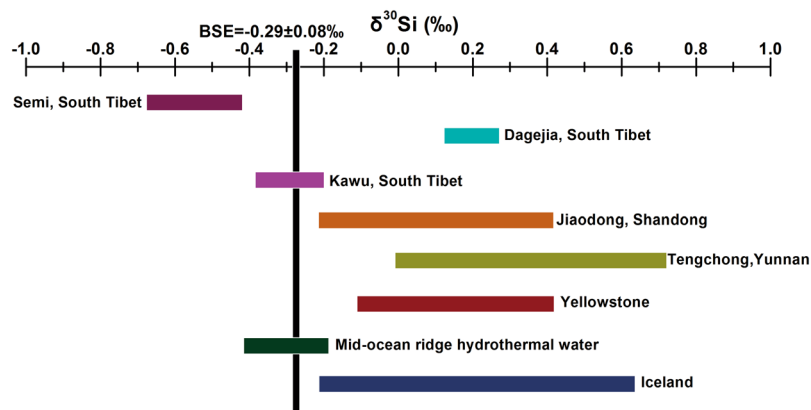 δ³⁰Si (‰)
BSE=-0.29±0.08‰
-1.0 -0.8 -0.6 -0.4 -0.2 0.0 0.2 0.4 0.6 0.8 1.0
Semi, South Tibet
Dagejia, South Tibet
Kawu, South Tibet
Jiaodong, Shandong
Tengchong,Yunnan
Yellowstone
Mid-ocean ridge hydrothermal water
Iceland